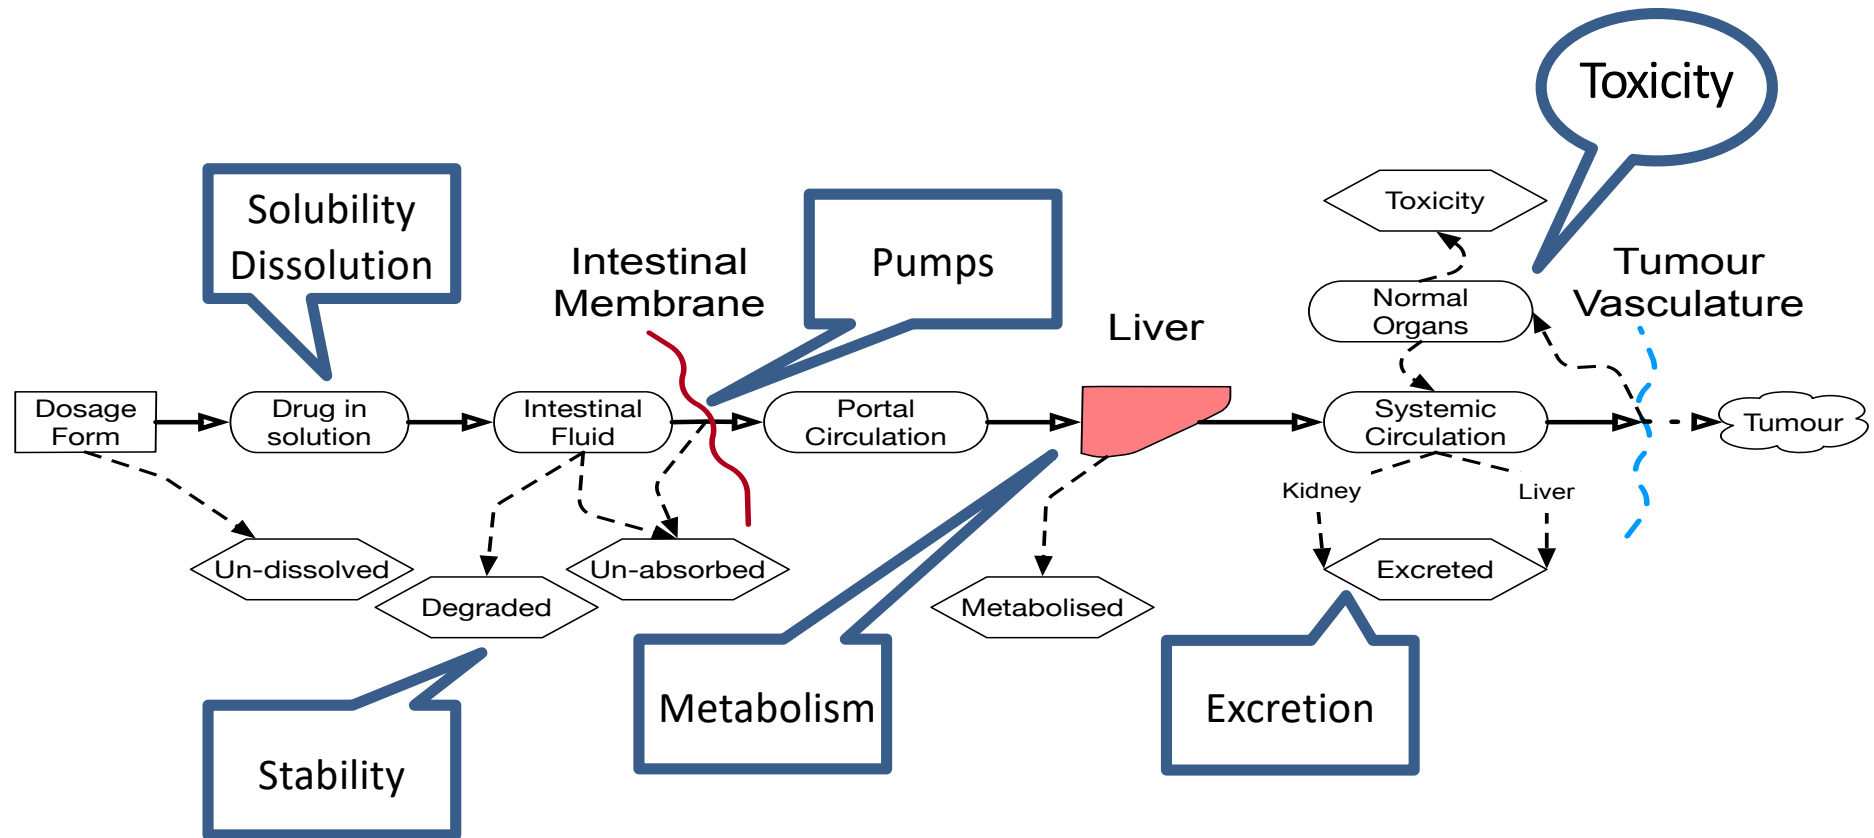 Toxicity
Solubility
Dissolution
Pumps
Intestinal
Membrane
Liver
Toxicity
Normal
Organs
Tumour
Vasculature
Dosage
Form
Drug in
solution
Intestinal
Fluid
Portal
Circulation
Systemic
Circulation
Tumour
Kidney
Liver
Un-dissolved
Degraded
Un-absorbed
Metabolised
Excreted
Stability
Metabolism
Excretion